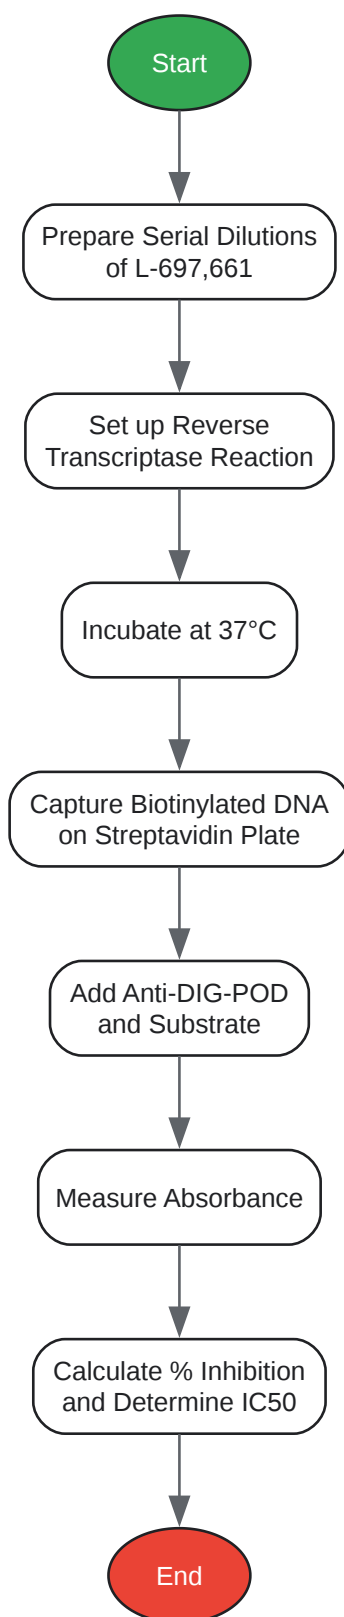 Start
Prepare Serial Dilutions
of L-697,661
Set up Reverse
Transcriptase Reaction
Incubate at 37°C
Capture Biotinylated DNA
on Streptavidin Plate
Add Anti-DIG-POD
and Substrate
Measure Absorbance
Calculate % Inhibition
and Determine IC50
End